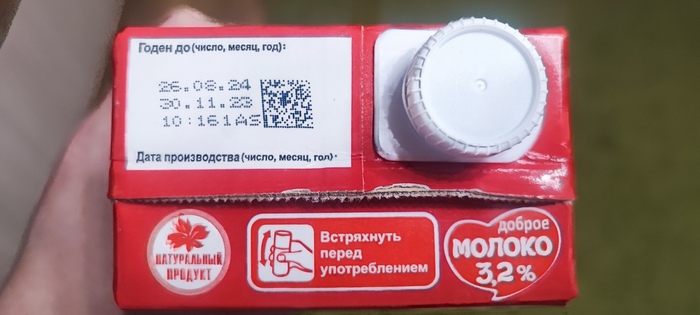 Годен до (число, месяц, год):
26.08.24
30.11.23
10:161AS
Дата производства (число, месяц, год)
НАТУРАЛЬНЫЙ
ПРОДУКТ
Встряхнуть
перед
употреблением
доброе
МОЛОКО
3,2%